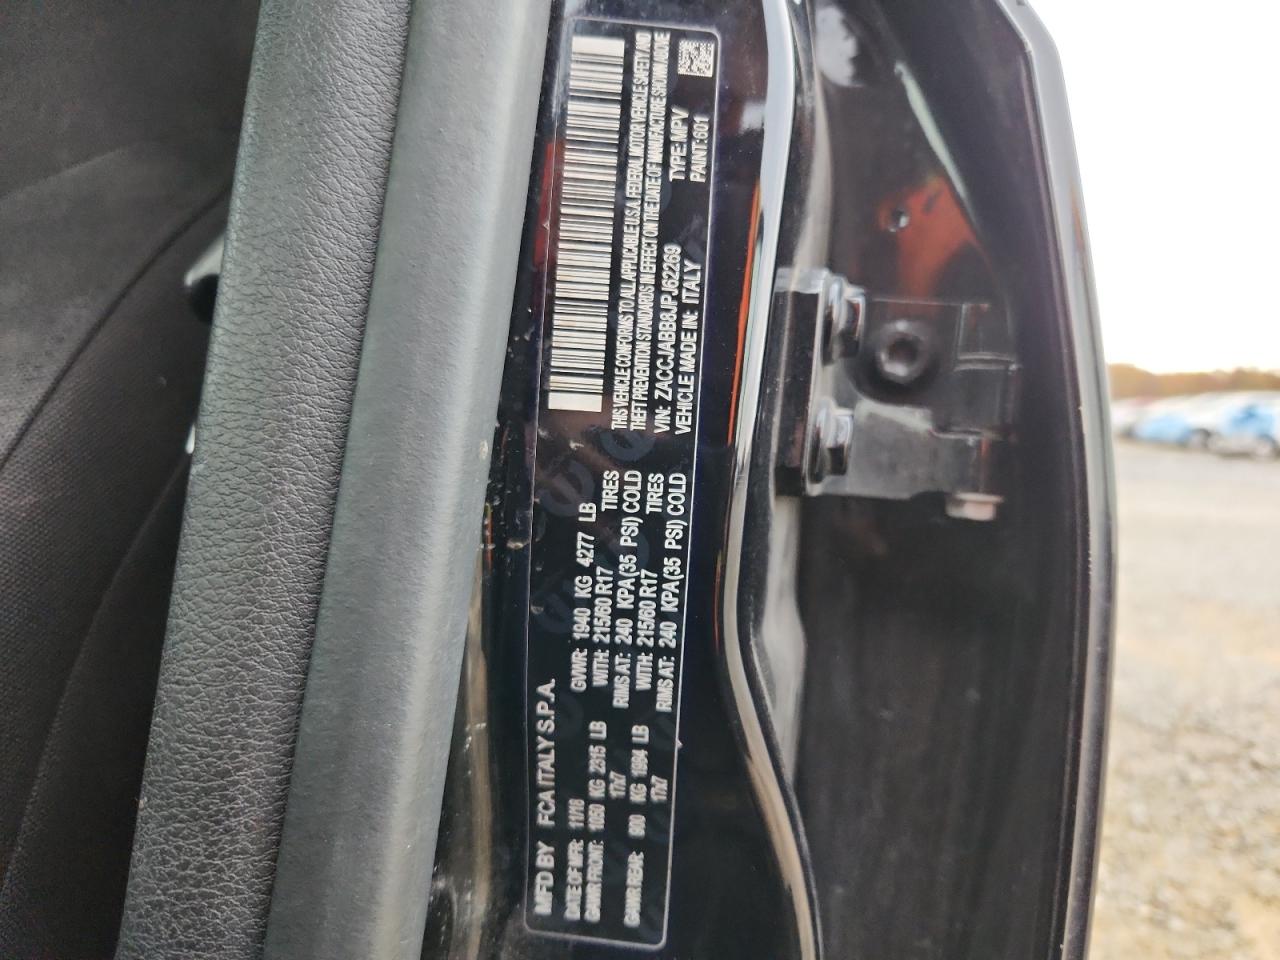 MFD BY FCA ITALY S.P.A.
DATE OF MFR: 11/18 GVWR: 1940 KG 4277 LB
GAWR FRONT: 1050 KG 2315 LB WITH: 215/60 R17 TIRES
17x7 RIMS AT: 240 KPA (35 PSI) COLD
GAWR REAR: 900 KG 1984 LB WITH: 215/60 R17 TIRES
17x7 RIMS AT: 240 KPA (35 PSI) COLD
THIS VEHICLE CONFORMS TO ALL APPLICABLE U.S.A. FEDERAL MOTOR VEHICLE SAFETY AND
THEFT PREVENTION STANDARDS IN EFFECT ON THE DATE OF MANUFACTURE SHOWN ABOVE
VIN: ZACCJABB8JPJ62269 TYPE: MPV
VEHICLE MADE IN: ITALY PAINT: 601